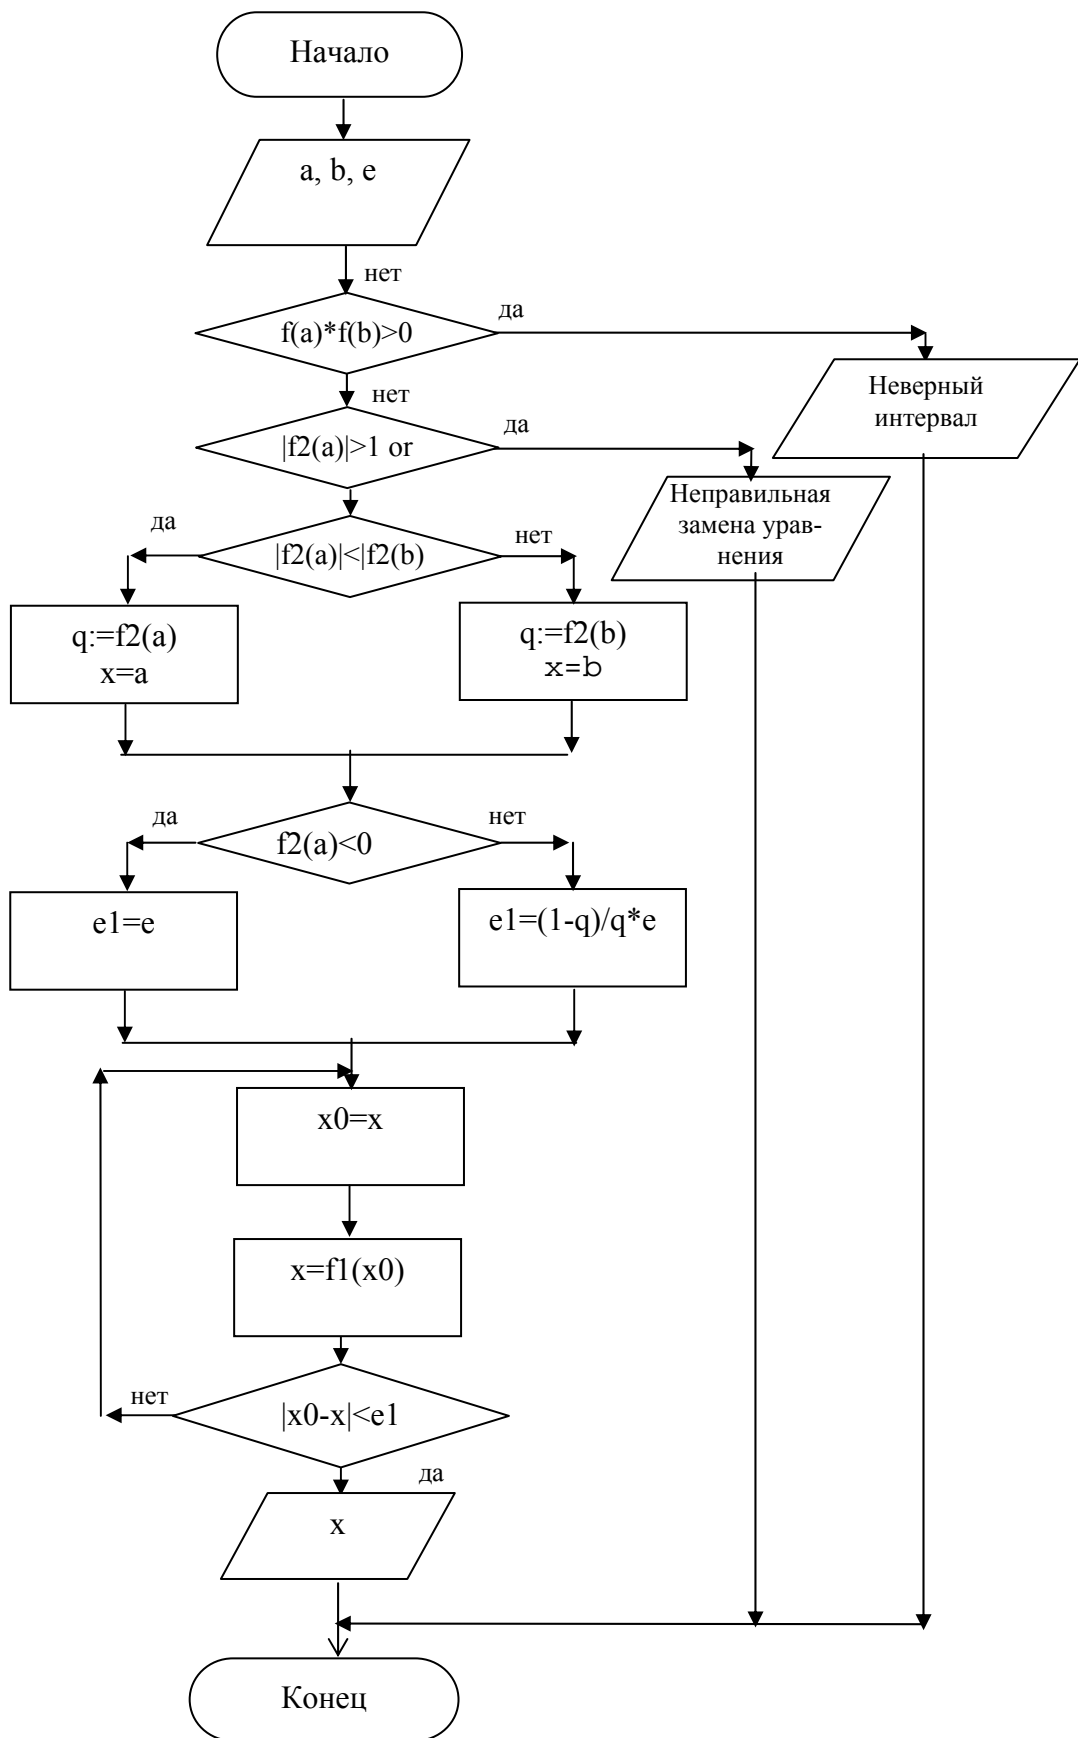 Начало
a, b, e
нет
f(a)*f(b)>0
да
Неверный
интервал
нет
|f2(a)|>1 or
да
Неправильная
замена урав-
нения
да
|f2(a)|<|f2(b)
нет
q:=f2(a)
x=a
q:=f2(b)
x=b
да
f2(a)<0
нет
e1=e
e1=(1-q)/q*e
x0=x
x=f1(x0)
нет
|x0-x|<e1
да
x
Конец